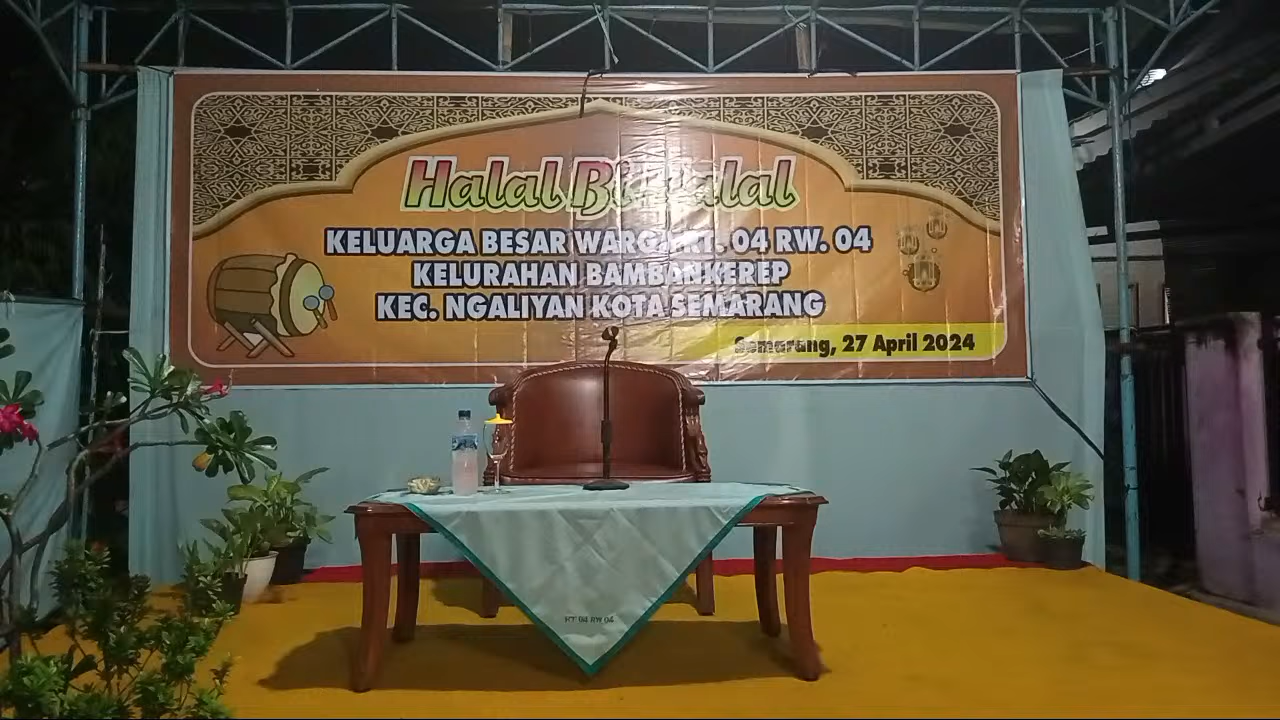 Halal Bihalal
KELUARGA BESAR WARGA RT. 04 RW. 04
KELURAHAN BAMBANKEREP
KEC. NGALIYAN KOTA SEMARANG
Semarang, 27 April 2024
RT 04 RW 04